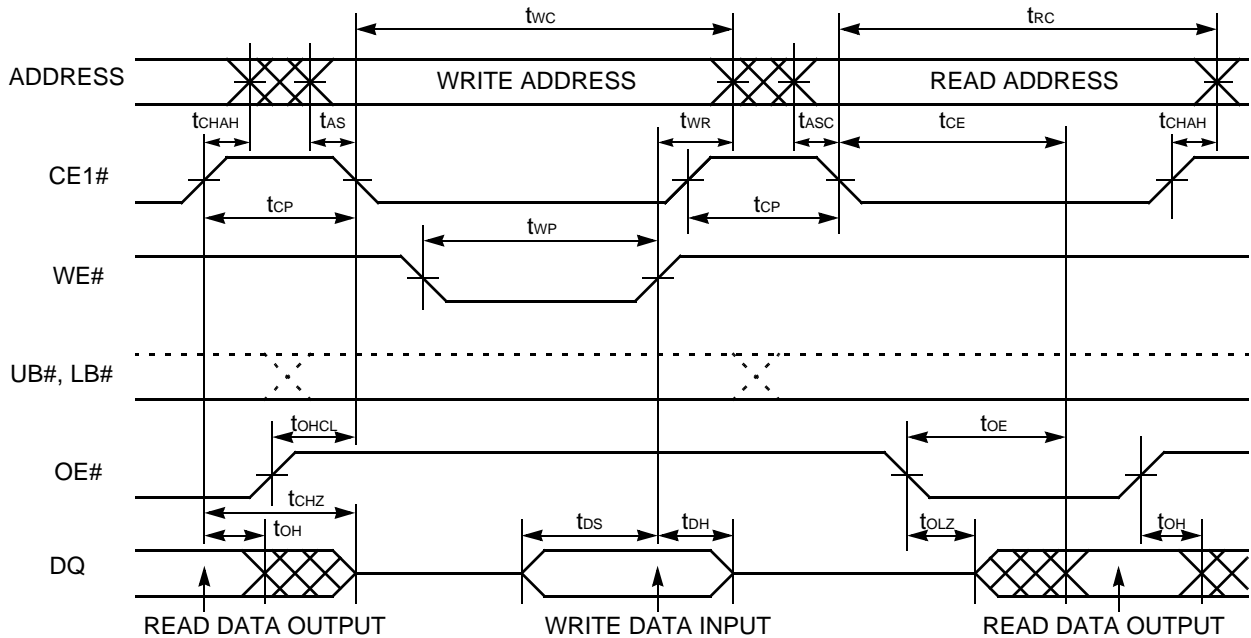 tWC tRC
ADDRESS WRITE ADDRESS READ ADDRESS
tCHAH tAS tWR tASC tCE tCHAH
CE1#
tCP tCP
tWP
WE#
UB#, LB#
tOHCL tOE
OE#
tCHZ
tOH tDS tDH tOLZ tOH
DQ
READ DATA OUTPUT WRITE DATA INPUT READ DATA OUTPUT